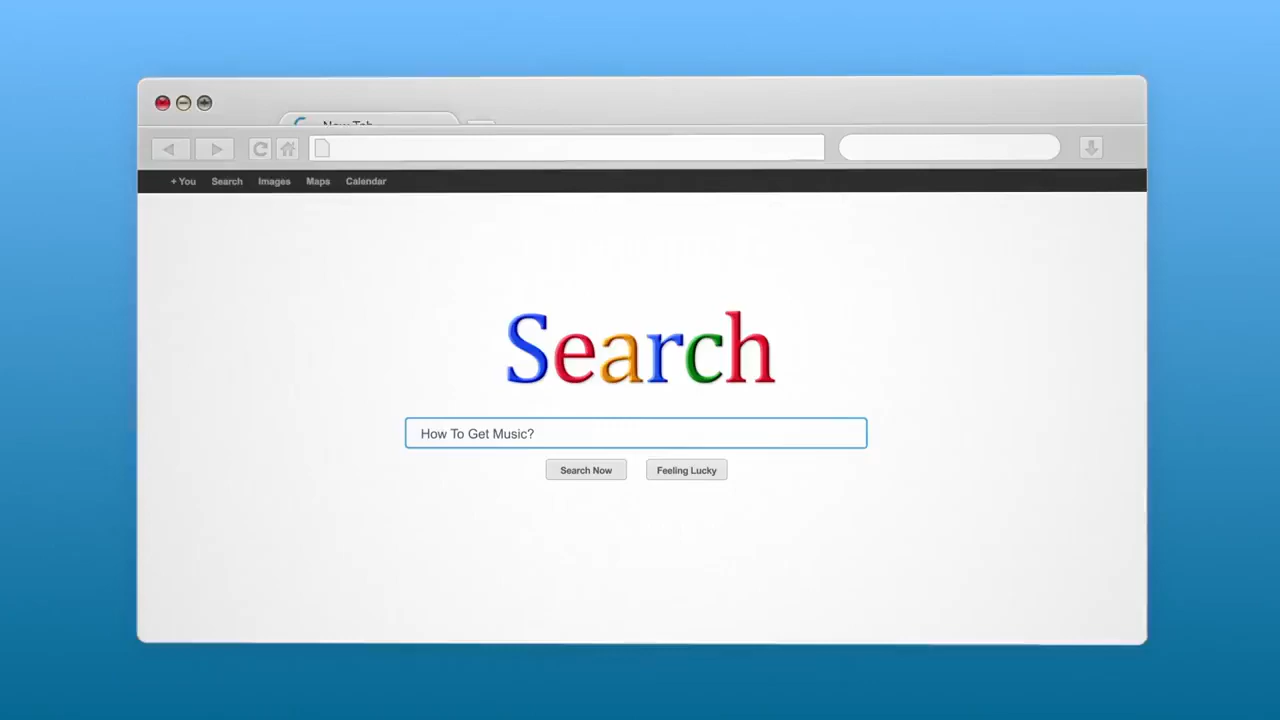 New Tab
+ You Search Images Maps Calendar
Search
How To Get Music?
Search Now Feeling Lucky